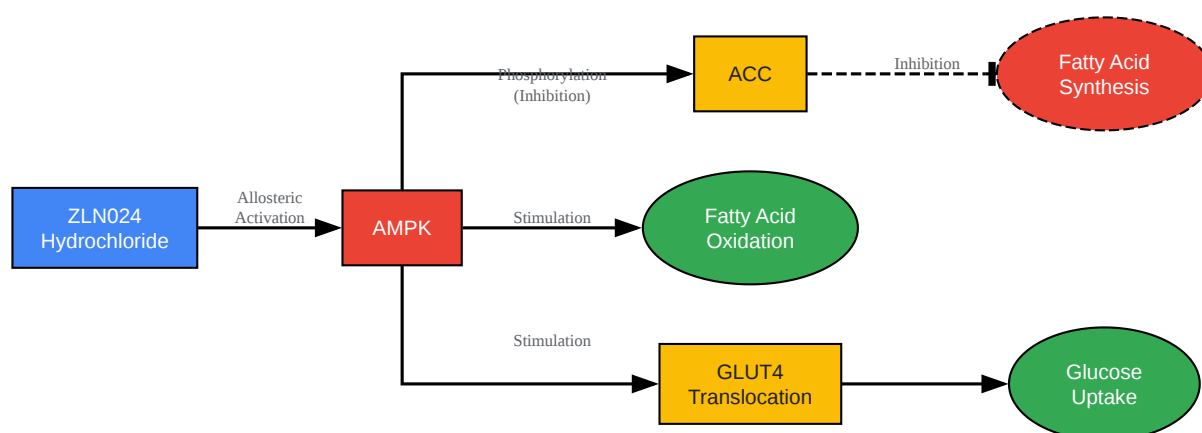 Phosphorylation
(Inhibition)
ACC
Inhibition
Fatty Acid
Synthesis
ZLN024
Hydrochloride
Allosteric
Activation
AMPK
Stimulation
Fatty Acid
Oxidation
Stimulation
GLUT4
Translocation
Glucose
Uptake